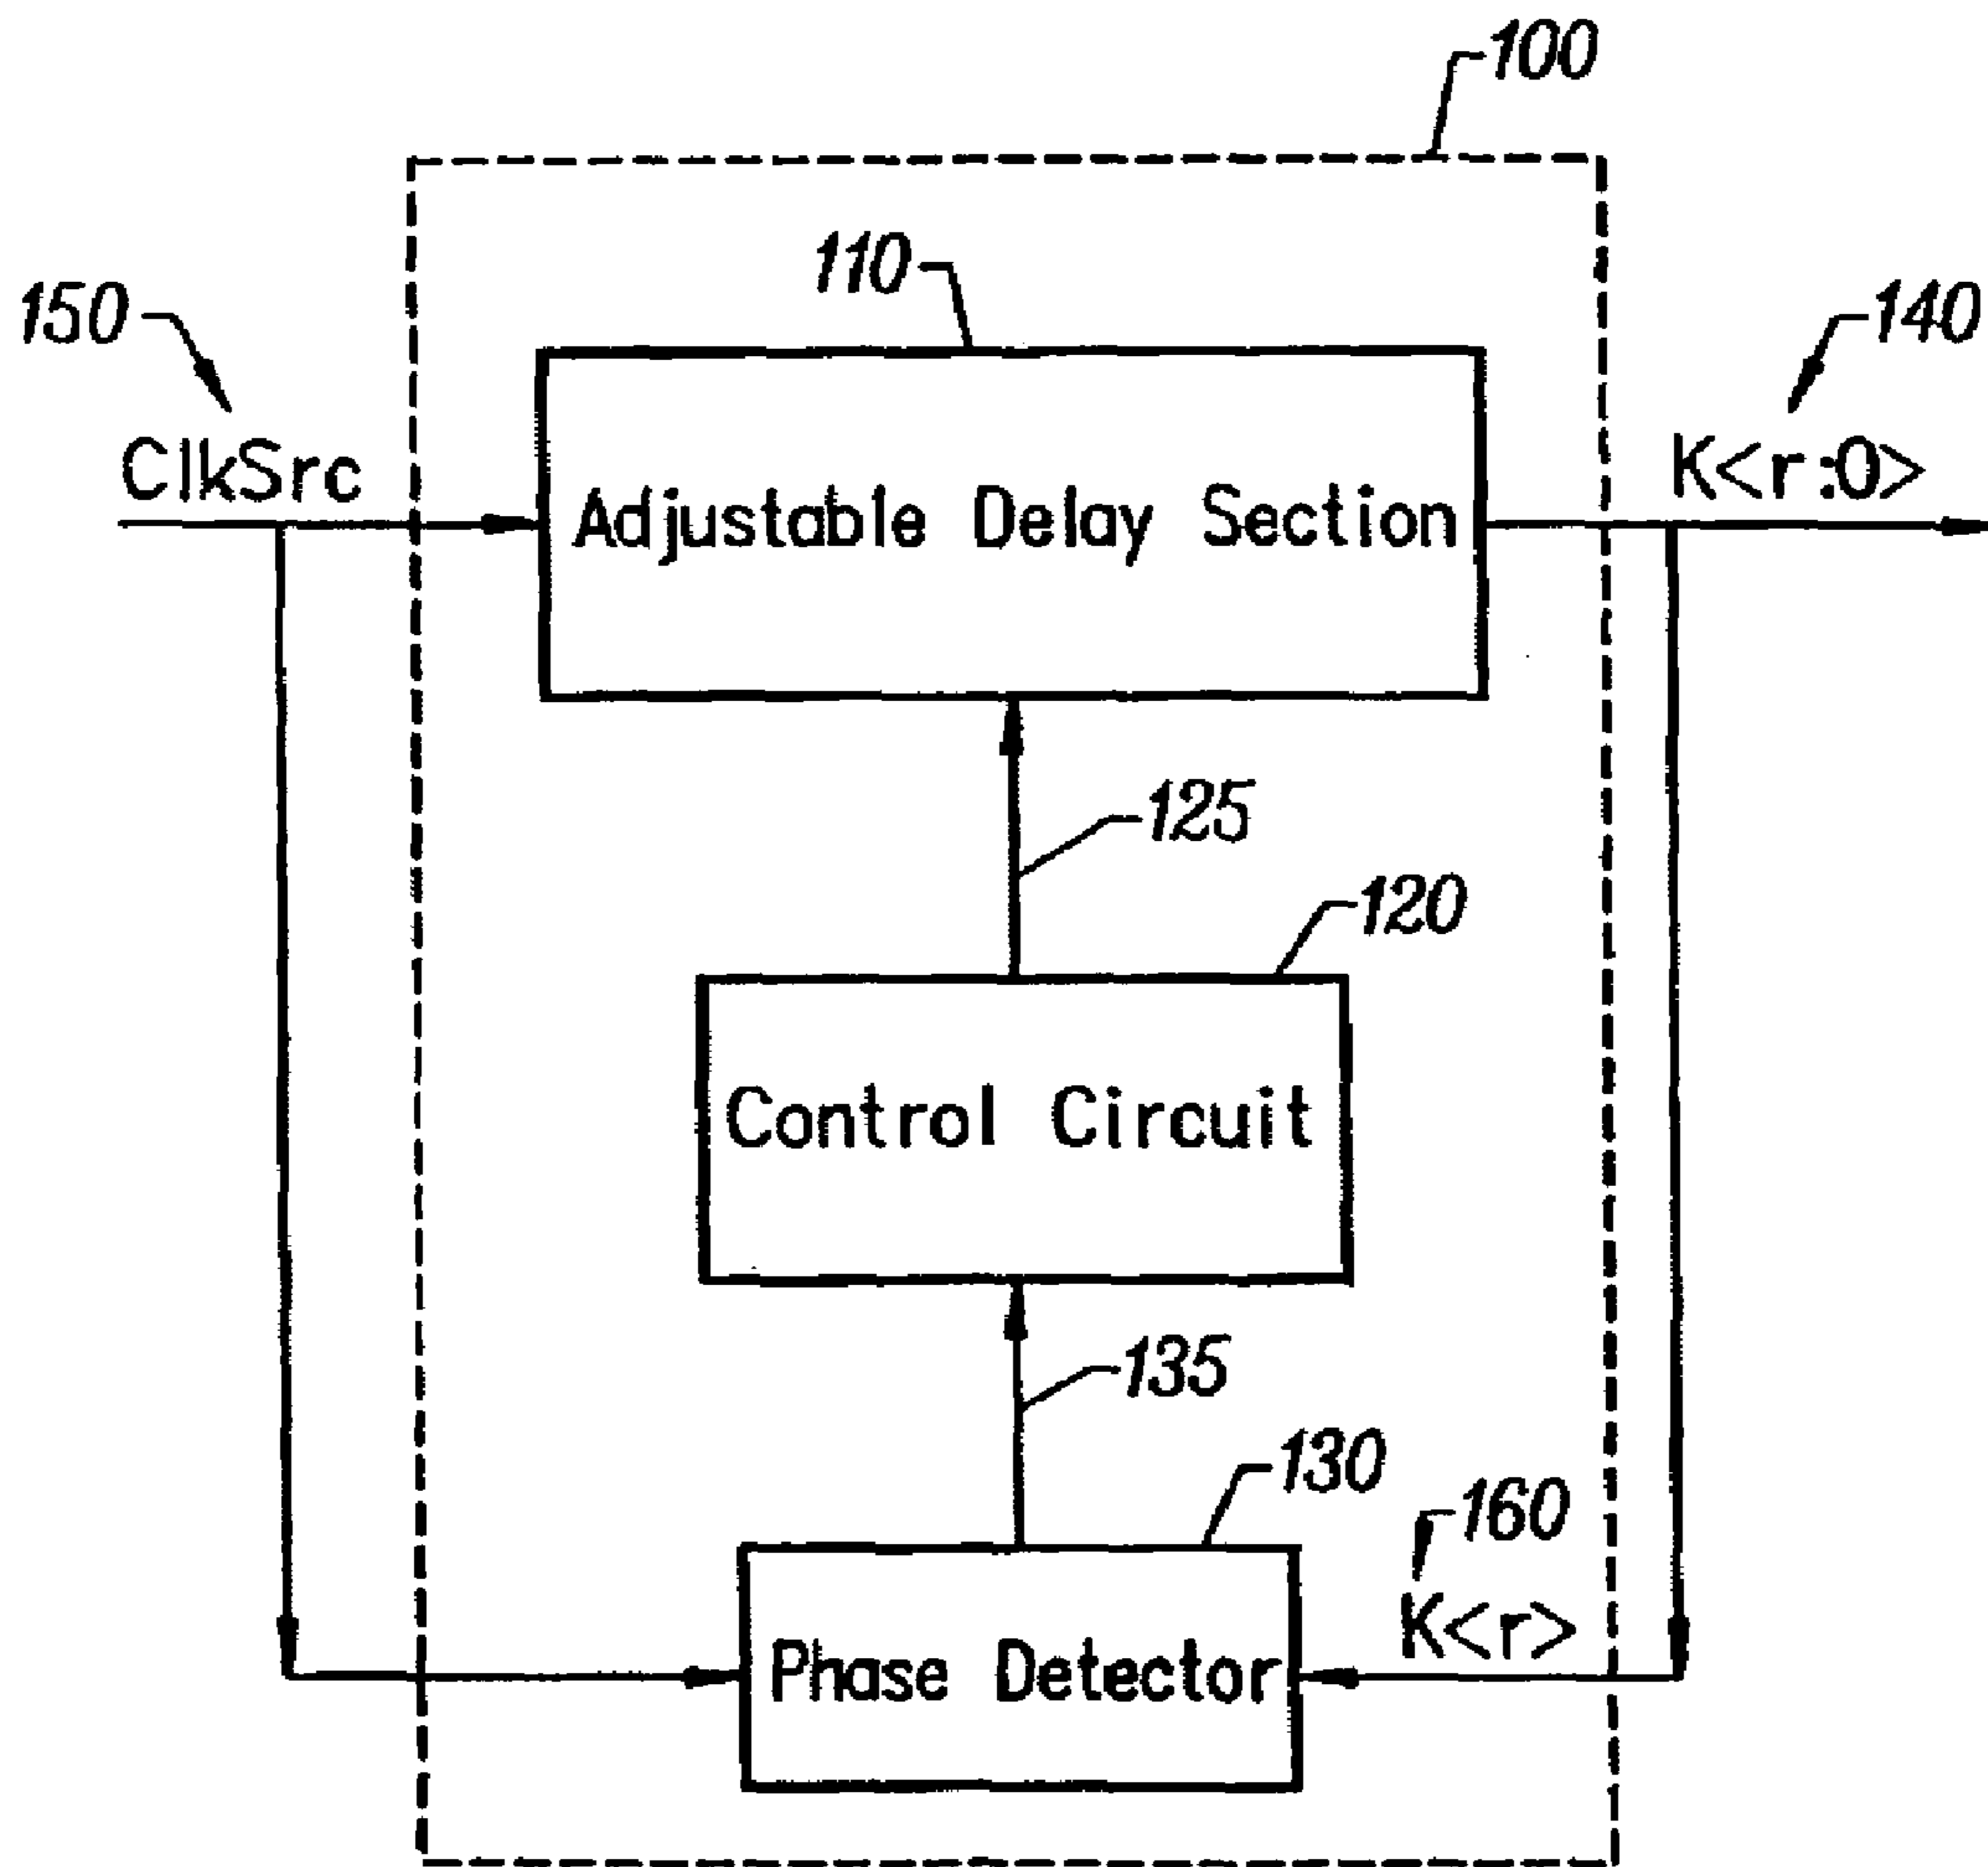 100
110
150
140
ClkSrc
K<r:0>
Adjustable Delay Section
125
120
Control Circuit
135
130
160
K<r>
Phase Detector